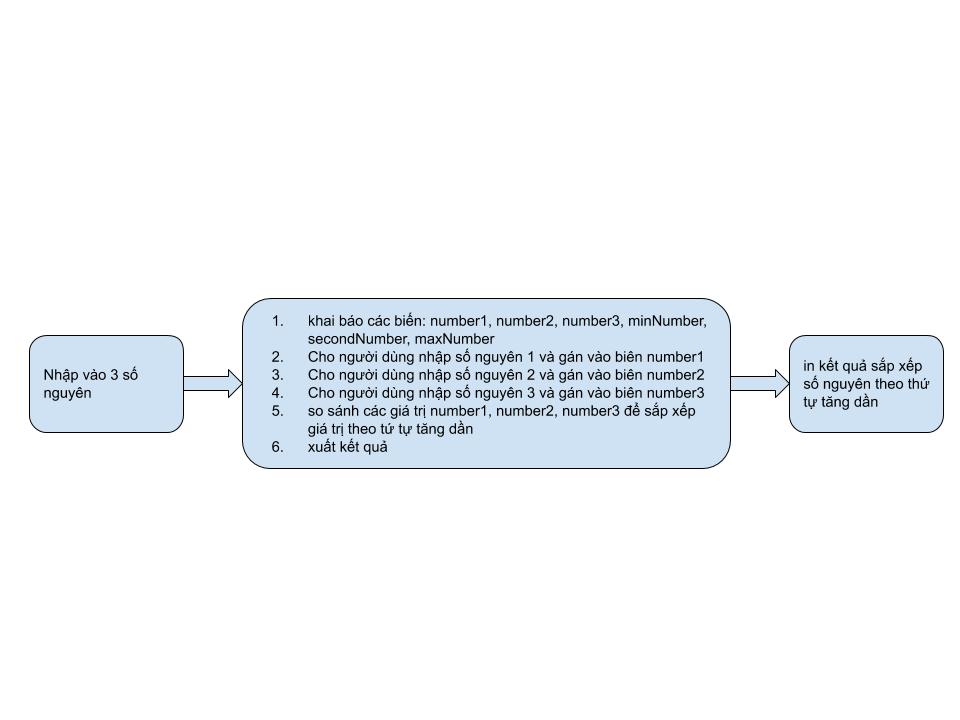 Nhập vào 3 số
nguyên
1. khai báo các biến: number1, number2, number3, minNumber,
secondNumber, maxNumber
2. Cho người dùng nhập số nguyên 1 và gán vào biên number1
3. Cho người dùng nhập số nguyên 2 và gán vào biên number2
4. Cho người dùng nhập số nguyên 3 và gán vào biên number3
5. so sánh các giá trị number1, number2, number3 để sắp xếp
giá trị theo tứ tự tăng dần
6. xuất kết quả
in kết quả sắp xếp
số nguyên theo thứ
tự tăng dần